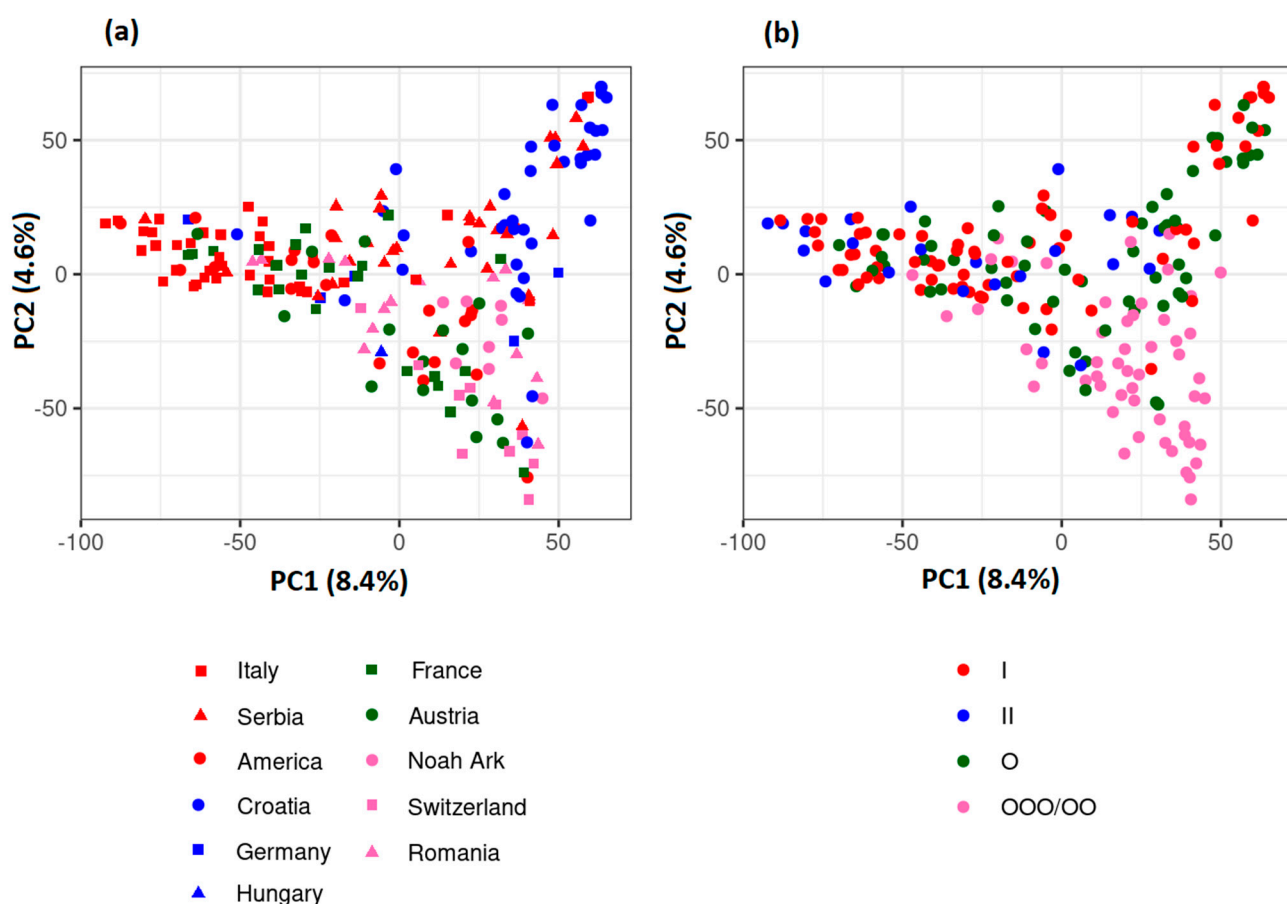 (a)
(b)
50
0
-50
PC2 (4.6%)
-100
-50
0
50
PC1 (8.4%)
50
0
-50
PC2 (4.6%)
-100
-50
0
50
PC1 (8.4%)
Italy
Serbia
America
Croatia
Germany
Hungary
France
Austria
Noah Ark
Switzerland
Romania
I
II
O
OOO/OO